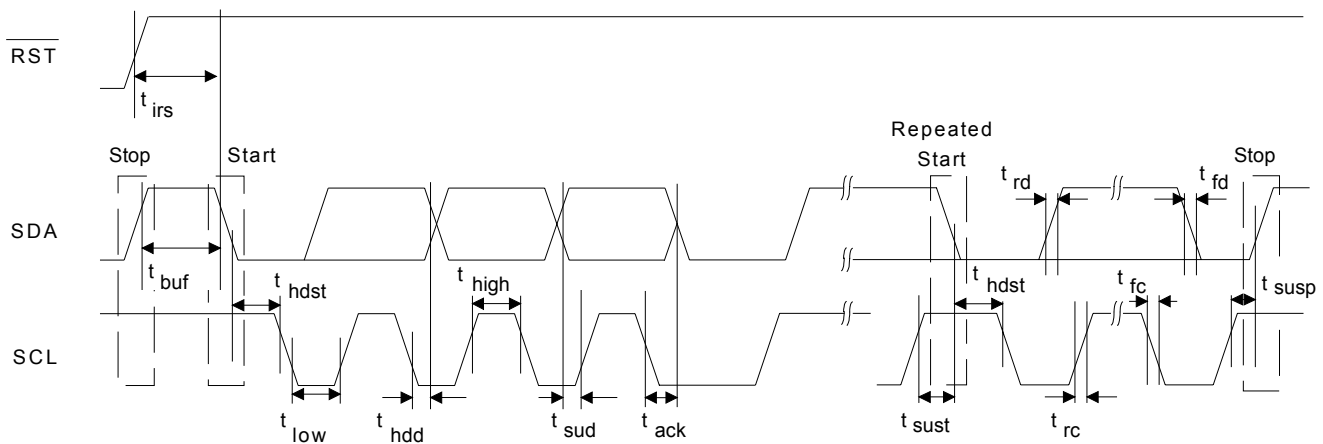 RST
t irs
Repeated
Stop Start Start Stop
t rd t fd
SDA
t buf t hdst t high t hdst t fc t susp
SCL
t low t hdd t sud t ack t sust t rc